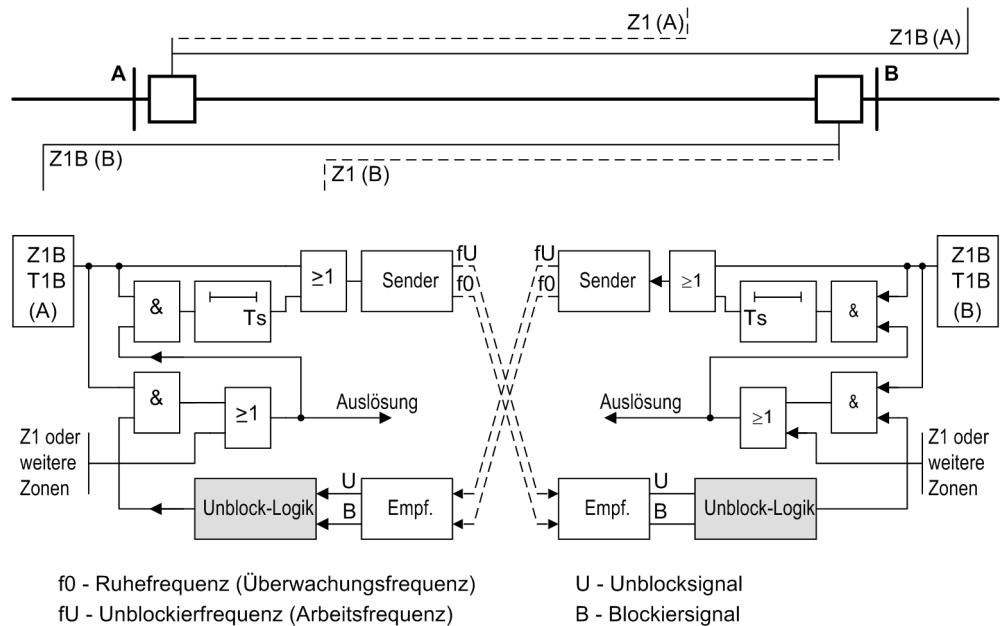 Z1 (A)
Z1B (A)
A
B
Z1B (B)
Z1 (B)
Z1B
T1B
(A)
&
Ts
≥1
Sender
fU
f0
fU
f0
Sender
≥1
Ts
&
Z1B
T1B
(B)
&
≥1
Auslösung
Auslösung
≥1
&
Z1 oder
weitere
Zonen
Z1 oder
weitere
Zonen
Unblock-Logik
U
B
Empf.
Empf.
U
B
Unblock-Logik
f0 - Ruhefrequenz (Überwachungsfrequenz)
U - Unblocksignal
fU - Unblockierfrequenz (Arbeitsfrequenz)
B - Blockiersignal